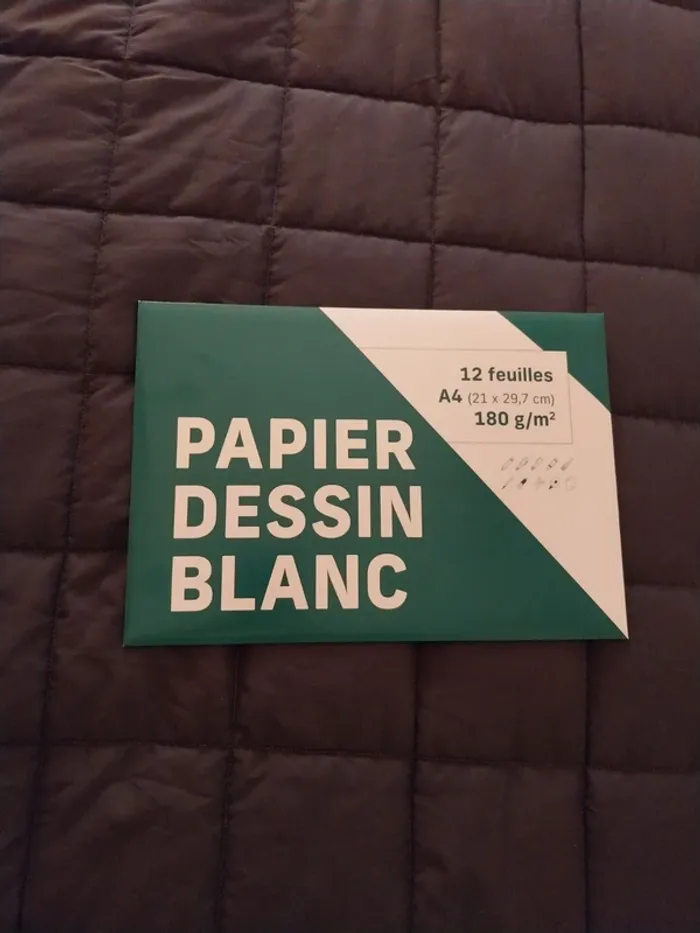 12 feuilles
A4 (21 x 29,7 cm)
180 g/m²
PAPIER
DESSIN
BLANC